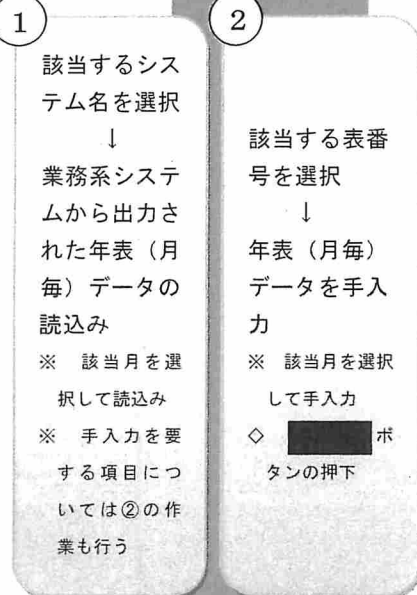 1
該当するシス
テム名を選択
↓
業務系システ
ムから出力さ
れた年表（月
毎）データの
読込み
※ 該当月を選
択して読込み
※ 手入力を要
する項目につ
いては②の作
業も行う
2
該当する表番
号を選択
↓
年表（月毎）
データを手入
力
※ 該当月を選択
して手入力
◇ ボ
タンの押下